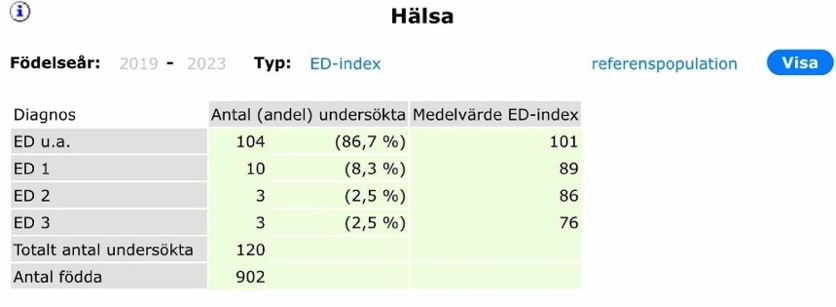 i
Hälsa
Födelseår: 2019 - 2023 Typ: ED-index referenspopulation Visa
Diagnos Antal (andel) undersökta Medelvärde ED-index
ED u.a. 104 (86,7 %) 101
ED 1 10 (8,3 %) 89
ED 2 3 (2,5 %) 86
ED 3 3 (2,5 %) 76
Totalt antal undersökta 120
Antal födda 902